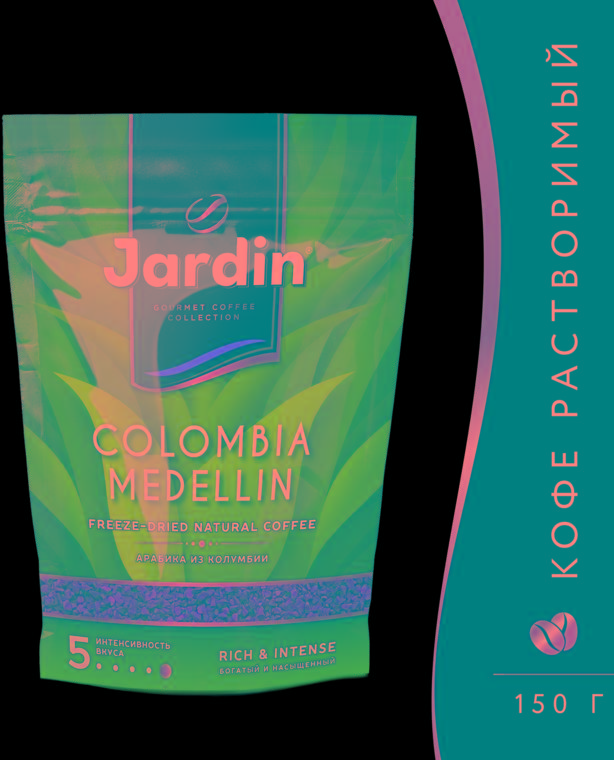 Jardin
GOURMET COFFEE
COLLECTION
COLOMBIA
MEDELLIN
FREEZE-DRIED NATURAL COFFEE
АРАБИКА ИЗ КОЛУМБИИ
5 ИНТЕНСИВНОСТЬ
ВКУСА
RICH & INTENSE
БОГАТЫЙ И НАСЫЩЕННЫЙ
КОФЕ РАСТВОРИМЫЙ
150 Г